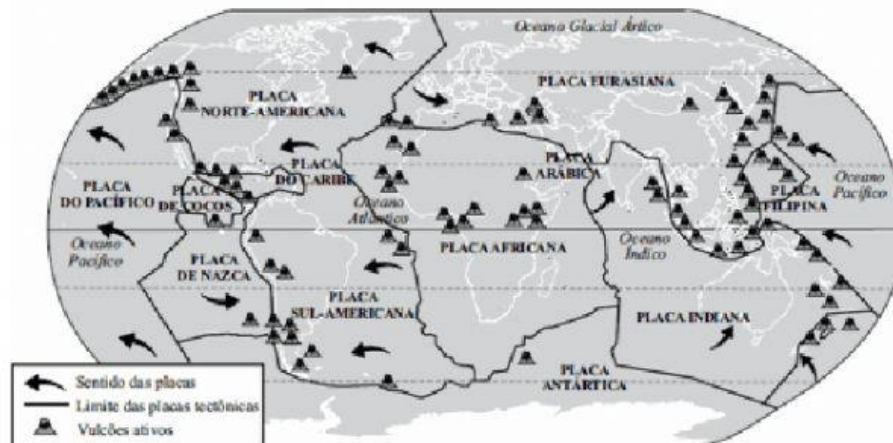 Oceano Glacial Ártico
PLACA EURASIANA
PLACA
NORTE-AMERICANA
PLACA
DO CARIBE
PLACA
ARÁBICA
PLACA
DO PACÍFICO
PLACA
DE COCOS
Oceano
Atlântico
Oceano
Pacífico
PLACA
FILIPINA
Oceano
Pacífico
PLACA AFRICANA
Oceano
Índico
PLACA
DE NAZCA
PLACA
SUL-AMERICANA
PLACA INDIANA
PLACA
ANTÁRTICA
Sentido das placas
Limite das placas tectônicas
Vulcões ativos